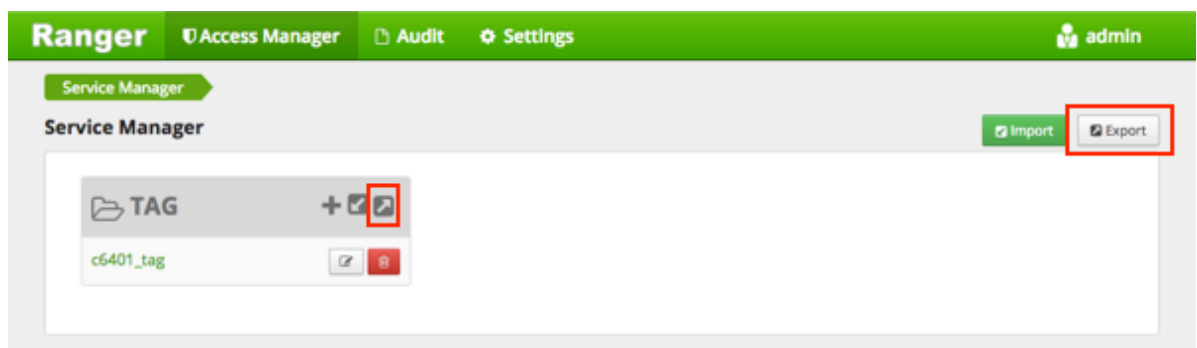 Ranger Access Manager Audit Settings admin
Service Manager
Service Manager Import Export
TAG
c6401_tag